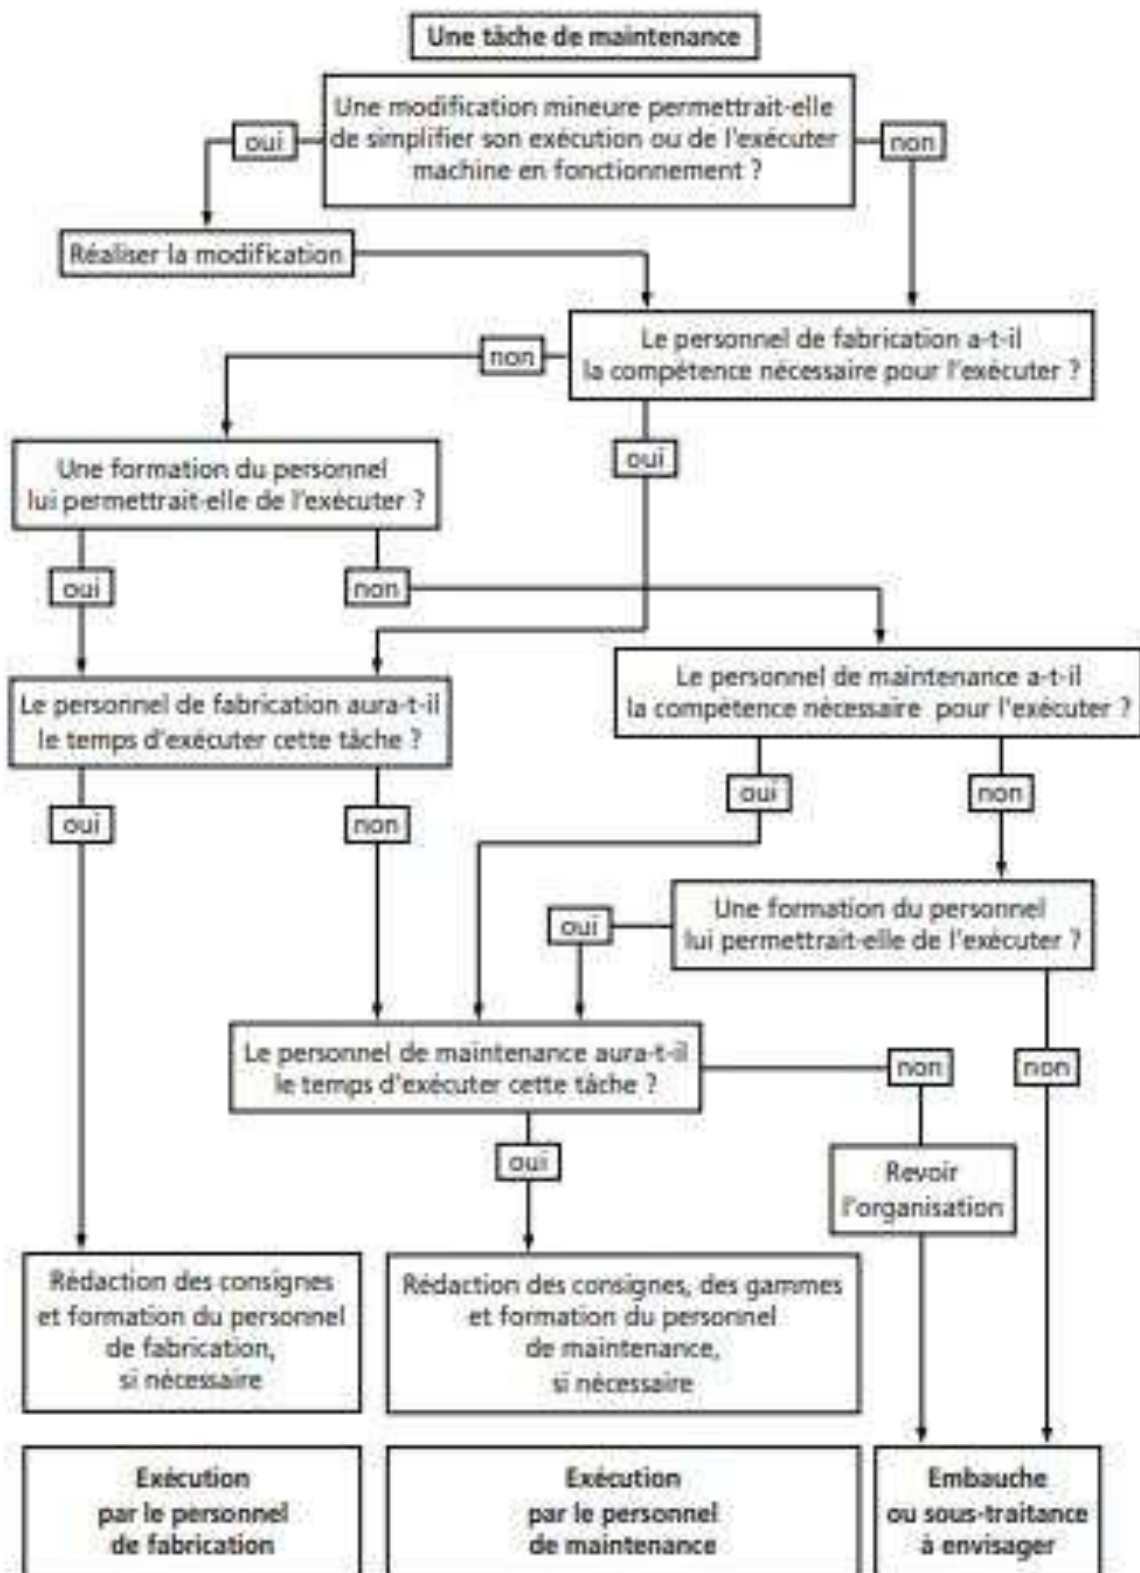 Une tâche de maintenance
Une modification mineure permettrait-elle
de simplifier son exécution ou de l'exécuter
machine en fonctionnement ?
oui
non
Réaliser la modification
Le personnel de fabrication a-t-il
la compétence nécessaire pour l'exécuter ?
non
oui
Une formation du personnel
lui permettrait-elle de l'exécuter ?
oui
non
Le personnel de fabrication aura-t-il
le temps d'exécuter cette tâche ?
Le personnel de maintenance a-t-il
la compétence nécessaire pour l'exécuter ?
oui
non
oui
non
Une formation du personnel
lui permettrait-elle de l'exécuter ?
oui
Le personnel de maintenance aura-t-il
le temps d'exécuter cette tâche ?
non
non
oui
Revoir
l'organisation
Rédaction des consignes
et formation du personnel
de fabrication,
si nécessaire
Rédaction des consignes, des gammes
et formation du personnel
de maintenance,
si nécessaire
Exécution
par le personnel
de fabrication
Exécution
par le personnel
de maintenance
Embauche
ou sous-traitance
à envisager